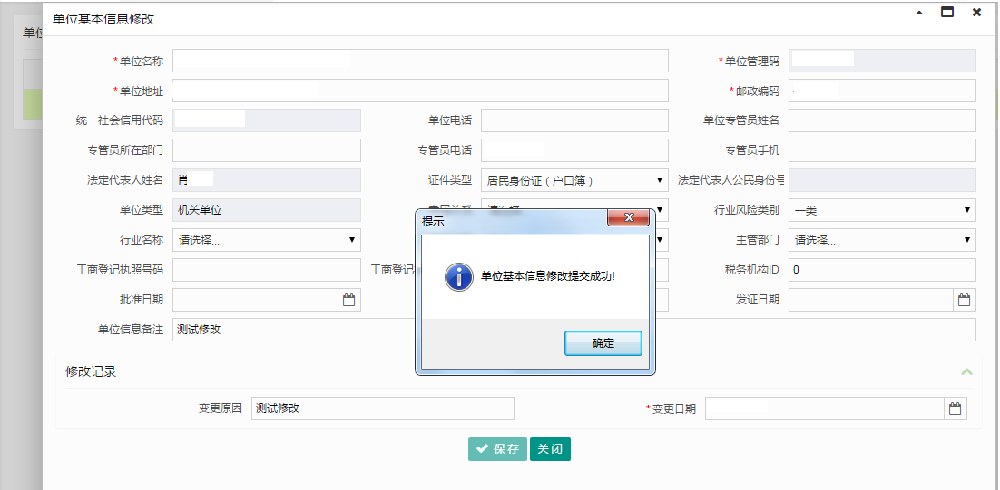 单位基本信息修改
单位
*单位名称 *单位管理码
*单位地址 *邮政编码
统一社会信用代码 单位电话 单位专管员姓名
专管员所在部门 专管员电话 专管员手机
法定代表人姓名 肖 证件类型 居民身份证（户口簿） 法定代表人公民身份号
单位类型 机关单位 隶属关系 请选择... 行业风险类别 一类
行业名称 请选择... 主管部门 请选择...
工商登记执照号码 工商登记 税务机构ID 0
批准日期 发证日期
单位信息备注 测试修改
提示
单位基本信息修改提交成功!
确定
修改记录
变更原因 测试修改 *变更日期
保存 关闭